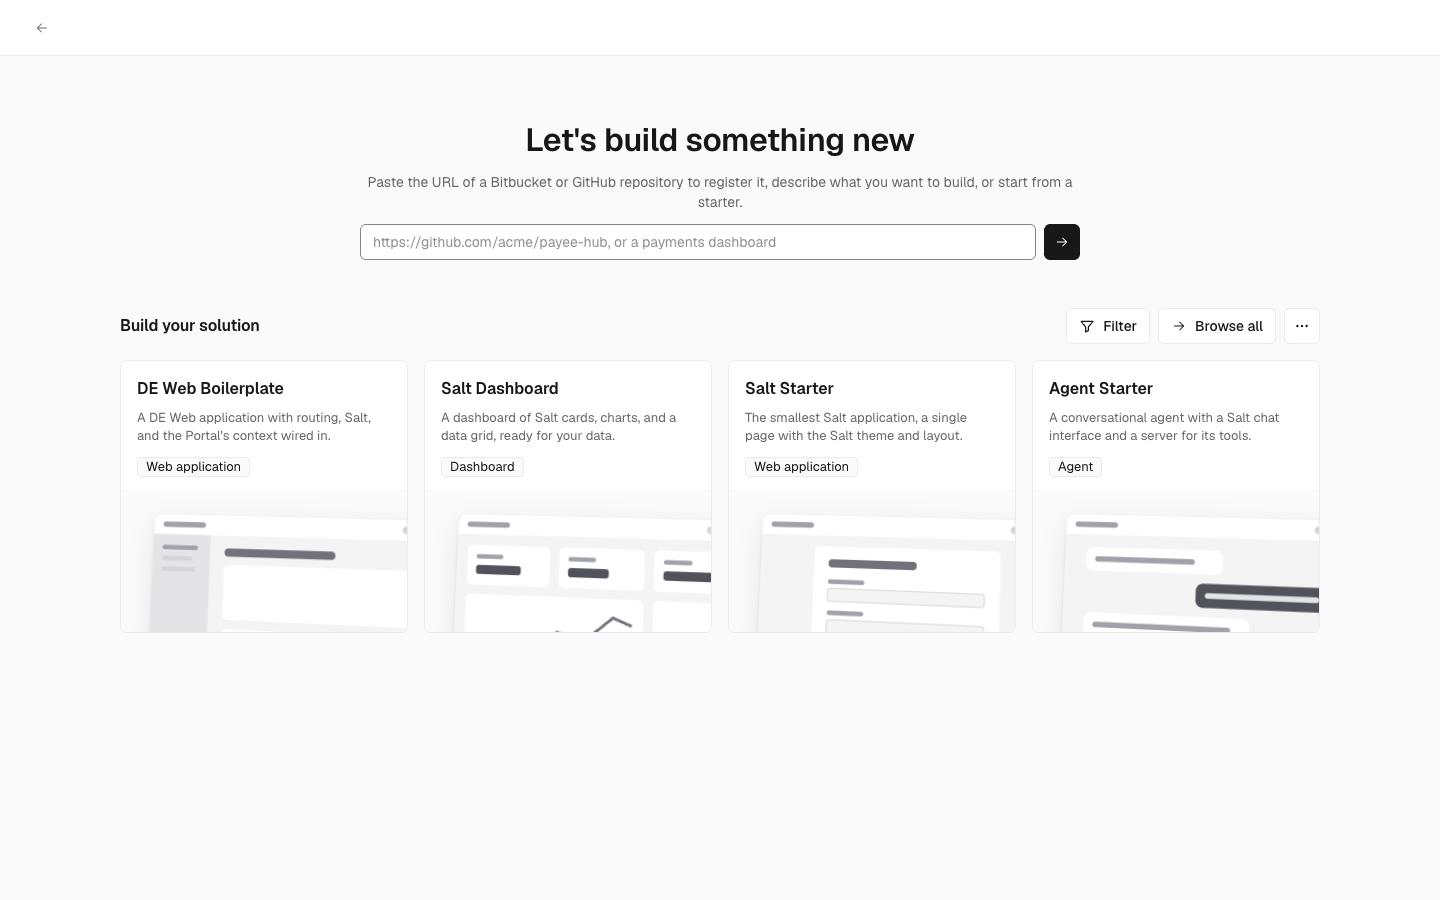 Let's build something new
Paste the URL of a Bitbucket or GitHub repository to register it, describe what you want to build, or start from a
starter.
https://github.com/acme/payee-hub, or a payments dashboard
Build your solution
Filter
Browse all
DE Web Boilerplate
A DE Web application with routing, Salt,
and the Portal's context wired in.
Web application
Salt Dashboard
A dashboard of Salt cards, charts, and a
data grid, ready for your data.
Dashboard
Salt Starter
The smallest Salt application, a single
page with the Salt theme and layout.
Web application
Agent Starter
A conversational agent with a Salt chat
interface and a server for its tools.
Agent